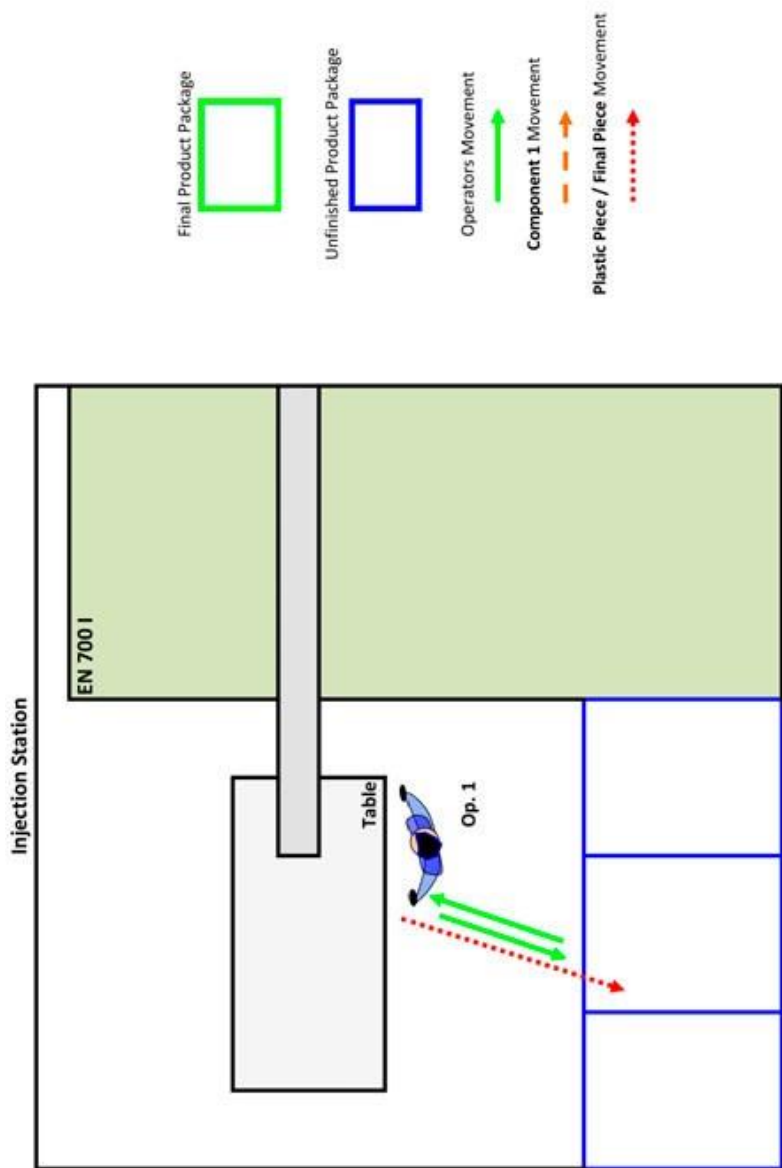 Injection Station
EN 700 I
Table
Op. 1
Final Product Package
Unfinished Product Package
Operators Movement
Component 1 Movement
Plastic Piece / Final Piece Movement